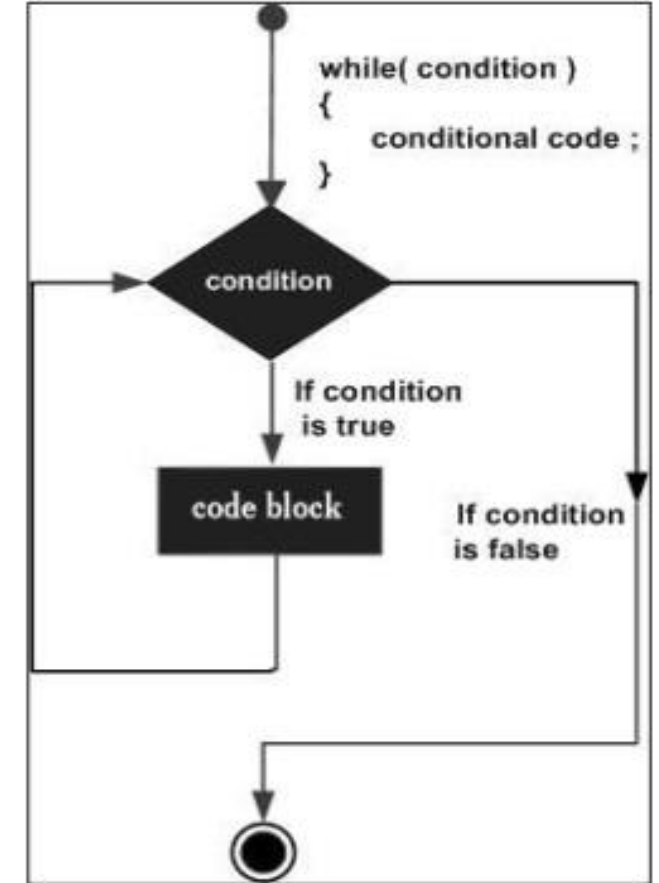 while( condition )
{
conditional code ;
}
condition
If condition
is true
code block
If condition
is false